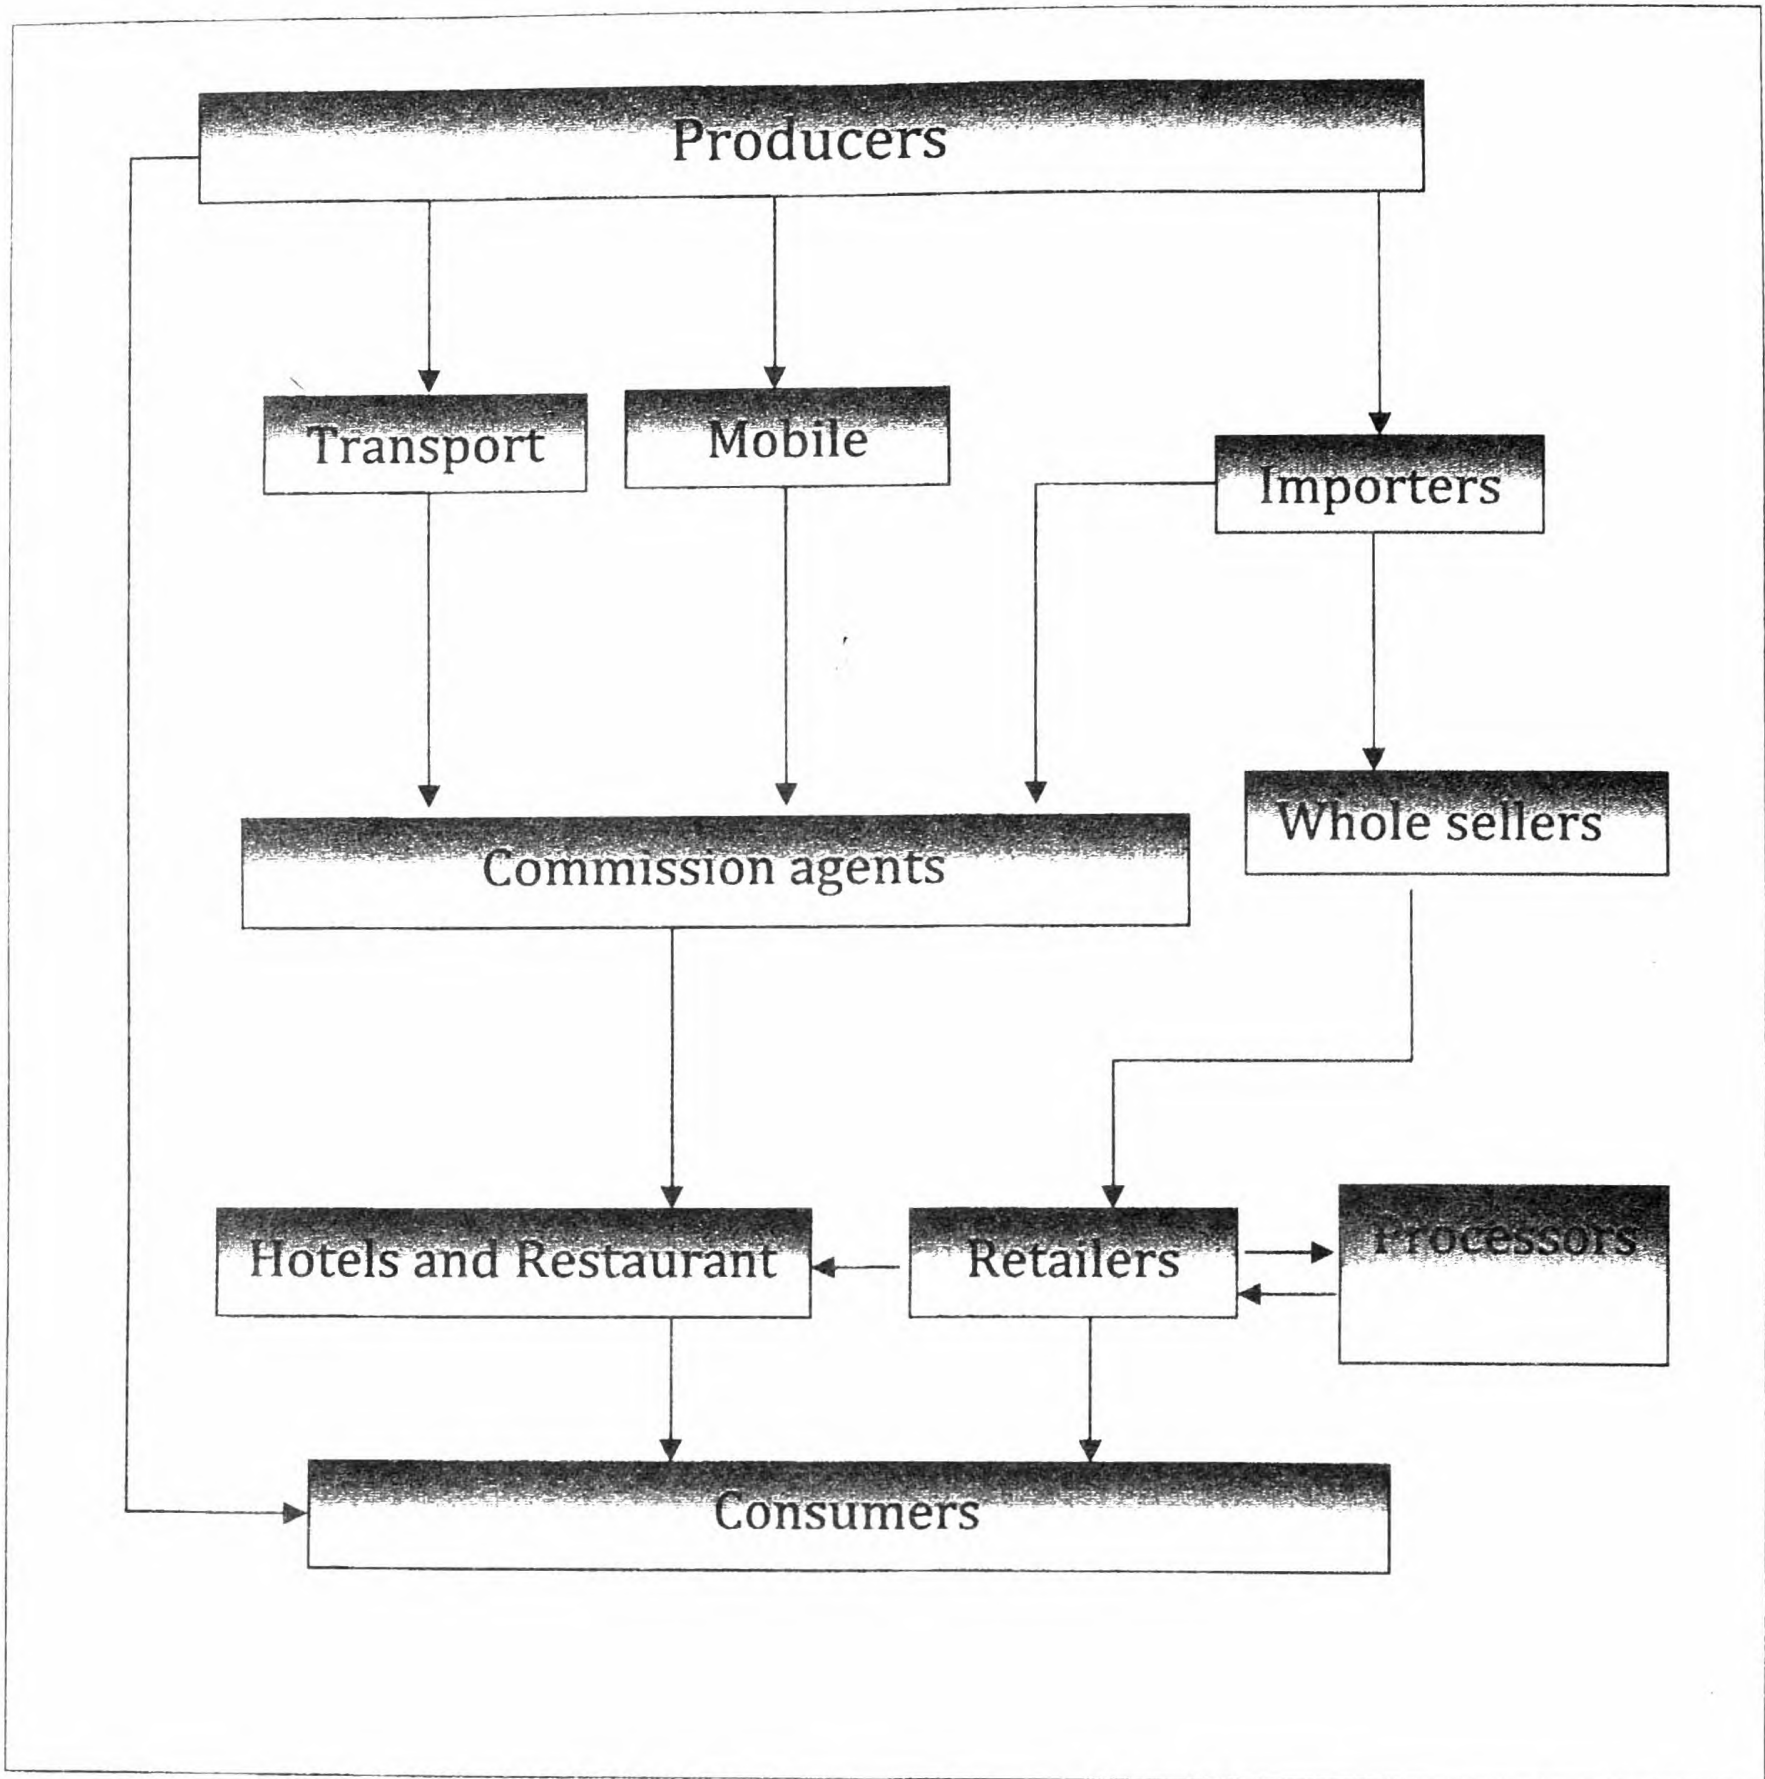 Producers
Transport
Mobile
Importers
Whole sellers
Commission agents
Hotels and Restaurant
Retailers
Processors
Consumers